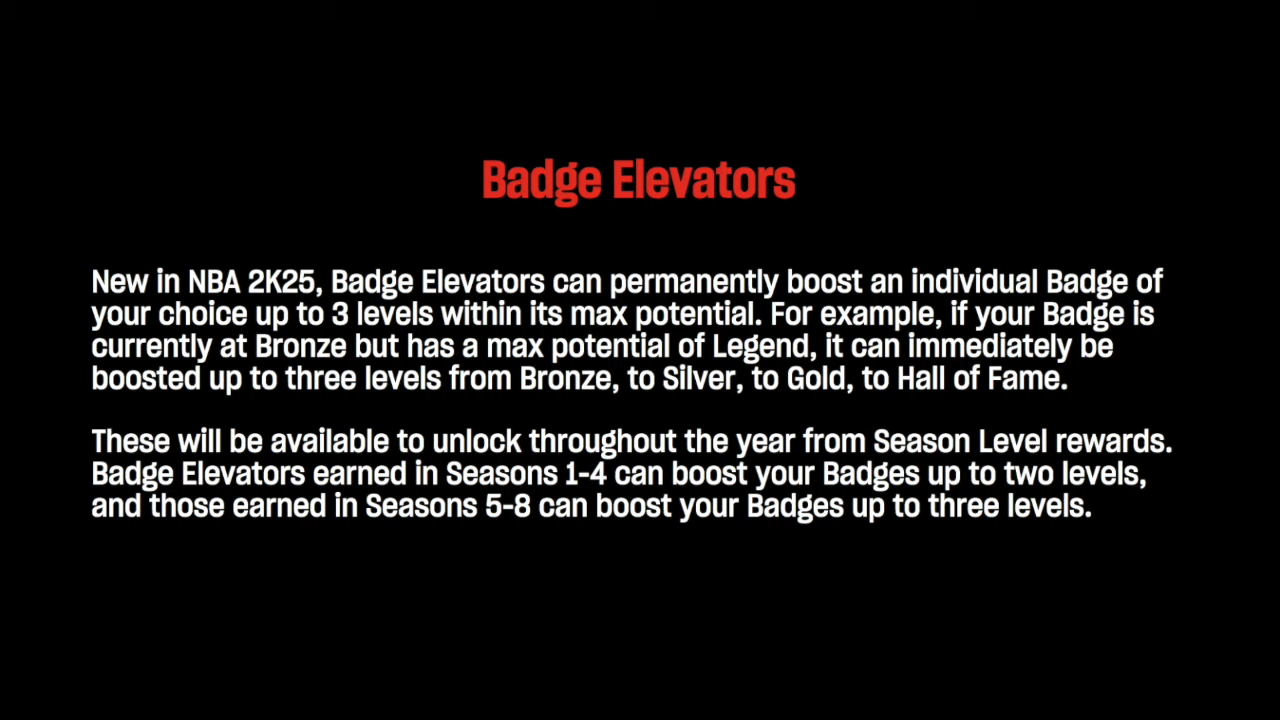 Badge Elevators
New in NBA 2K25, Badge Elevators can permanently boost an individual Badge of
your choice up to 3 levels within its max potential. For example, if your Badge is
currently at Bronze but has a max potential of Legend, it can immediately be
boosted up to three levels from Bronze, to Silver, to Gold, to Hall of Fame.
These will be available to unlock throughout the year from Season Level rewards.
Badge Elevators earned in Seasons 1-4 can boost your Badges up to two levels,
and those earned in Seasons 5-8 can boost your Badges up to three levels.